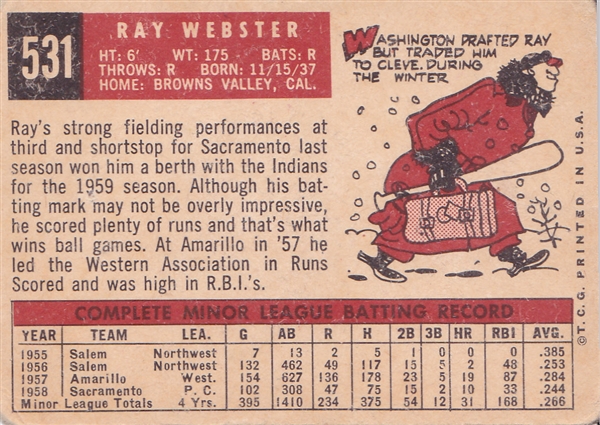 531
RAY WEBSTER
HT: 6' WT: 175 BATS: R
THROWS: R BORN: 11/15/37
HOME: BROWNS VALLEY, CAL.
WASHINGTON DRAFTED RAY
BUT TRADED HIM
TO CLEVE. DURING
THE WINTER
Ray's strong fielding performances at
third and shortstop for Sacramento last
season won him a berth with the Indians
for the 1959 season. Although his bat-
ting mark may not be overly impressive,
he scored plenty of runs and that's what
wins ball games. At Amarillo in '57 he
led the Western Association in Runs
Scored and was high in R.B.I.'s.
COMPLETE MINOR LEAGUE BATTING RECORD
YEAR TEAM LEA. G AB R H 2B 3B HR RBI AVG.
1955 Salem Northwest 7 13 2 5 1 0 0 0 .385
1956 Salem Northwest 132 462 49 117 15 5 2 48 .253
1957 Amarillo West. 154 627 136 178 28 5 19 87 .284
1958 Sacramento P. C. 102 308 47 75 10 2 10 33 .244
Minor League Totals 4 Yrs. 395 1410 234 375 54 12 31 168 .266
©T. C. G. PRINTED IN U.S.A.